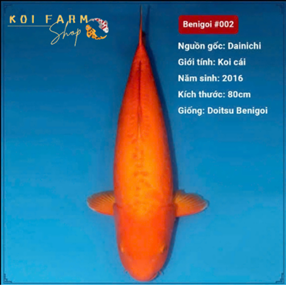 KOI FARM
Shop
Benigoi #002
Nguồn gốc: Dainichi
Giới tính: Koi cái
Năm sinh: 2016
Kích thước: 80cm
Giống: Doitsu Benigoi